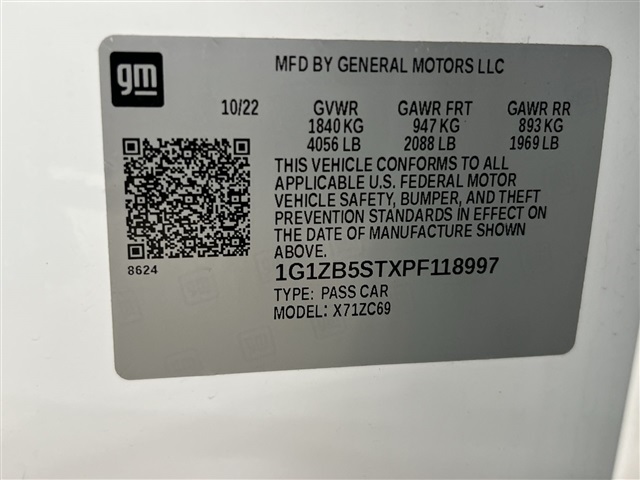 gm
MFD BY GENERAL MOTORS LLC
10/22 GVWR GAWR FRT GAWR RR
1840 KG 947 KG 893 KG
4056 LB 2088 LB 1969 LB
THIS VEHICLE CONFORMS TO ALL
APPLICABLE U.S. FEDERAL MOTOR
VEHICLE SAFETY, BUMPER, AND THEFT
PREVENTION STANDARDS IN EFFECT ON
THE DATE OF MANUFACTURE SHOWN
ABOVE.
8624
1G1ZB5STXPF118997
TYPE: PASS CAR
MODEL: X71ZC69